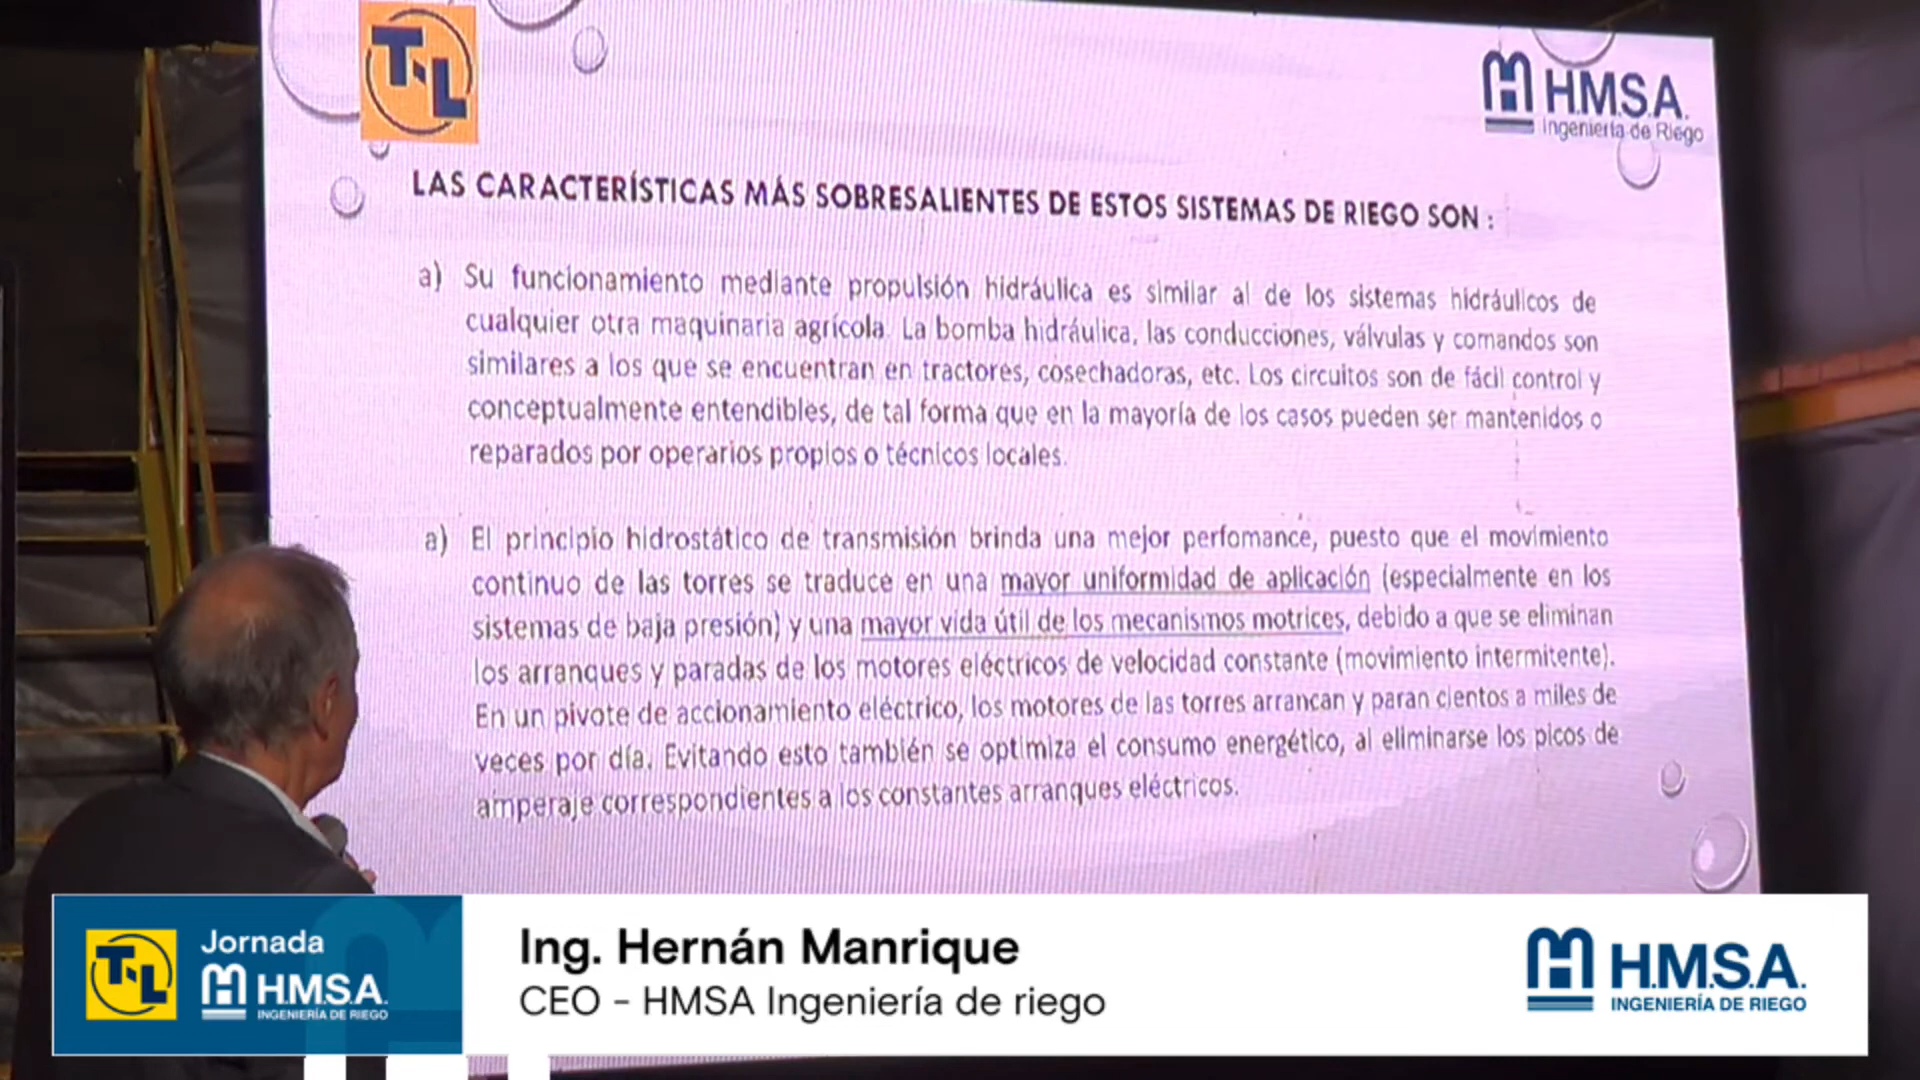 T-L
H.M.S.A.
Ingeniería de Riego
LAS CARACTERÍSTICAS MÁS SOBRESALIENTES DE ESTOS SISTEMAS DE RIEGO SON :
a) Su funcionamiento mediante propulsión hidráulica es similar al de los sistemas hidráulicos de
cualquier otra maquinaria agrícola. La bomba hidráulica, las conducciones, válvulas y comandos son
similares a los que se encuentran en tractores, cosechadoras, etc. Los circuitos son de fácil control y
conceptualmente entendibles, de tal forma que en la mayoría de los casos pueden ser mantenidos o
reparados por operarios propios o técnicos locales.
a) El principio hidrostático de transmisión brinda una mejor perfomance, puesto que el movimiento
continuo de las torres se traduce en una mayor uniformidad de aplicación (especialmente en los
sistemas de baja presión) y una mayor vida útil de los mecanismos motrices, debido a que se eliminan
los arranques y paradas de los motores eléctricos de velocidad constante (movimiento intermitente).
En un pivote de accionamiento eléctrico, los motores de las torres arrancan y paran cientos a miles de
veces por día. Evitando esto también se optimiza el consumo energético, al eliminarse los picos de
amperaje correspondientes a los constantes arranques eléctricos.
T-L
Jornada
H.M.S.A.
INGENIERÍA DE RIEGO
Ing. Hernán Manrique
CEO - HMSA Ingeniería de riego
H.M.S.A.
INGENIERÍA DE RIEGO